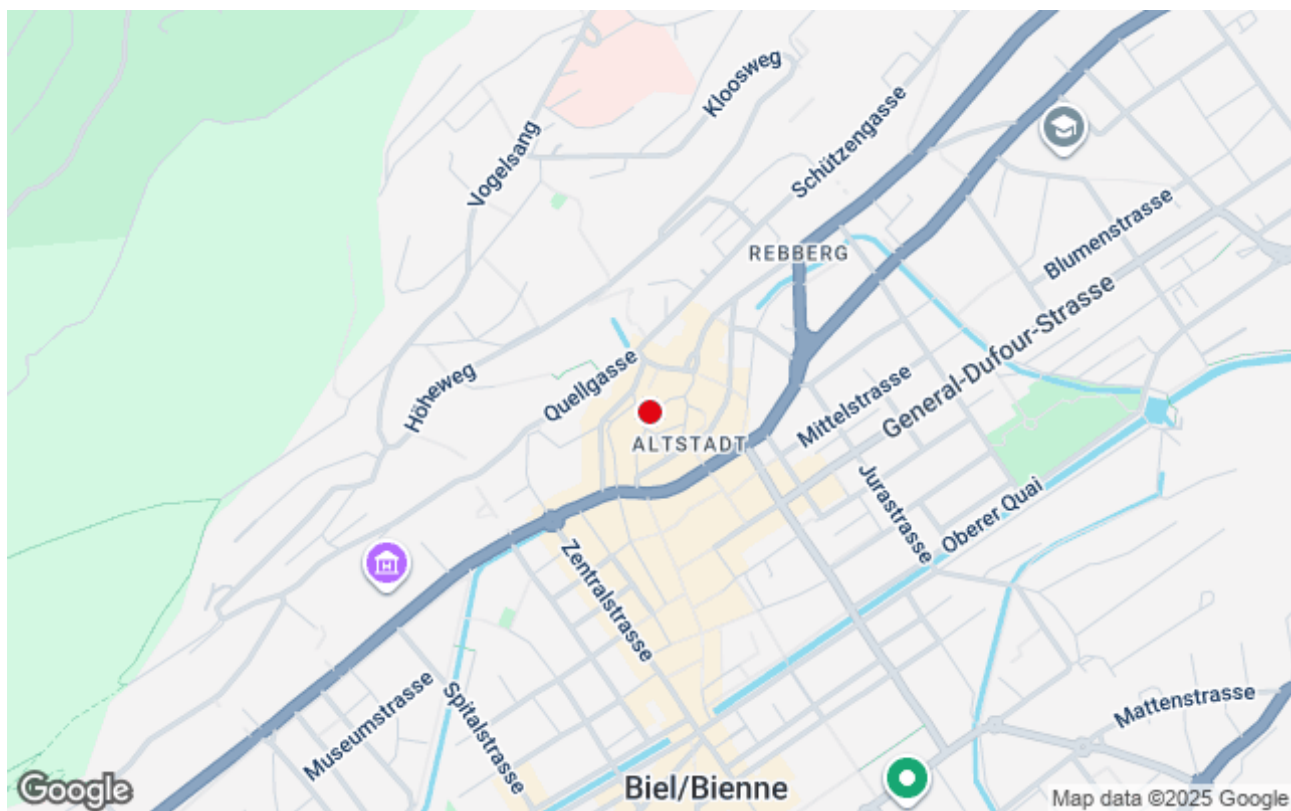 Kloosweg
Schützengasse
Vogelsang
Blumenstrasse
REBBERG
General-Dufour-Strasse
Höheweg
Quellgasse
Mittelstrasse
ALTSTADT
Jurastrasse
Oberer Quai
Zentralstrasse
Museumstrasse
Spitalstrasse
Mattenstrasse
H
Biel/Bienne
Google
Map data ©2025 Google